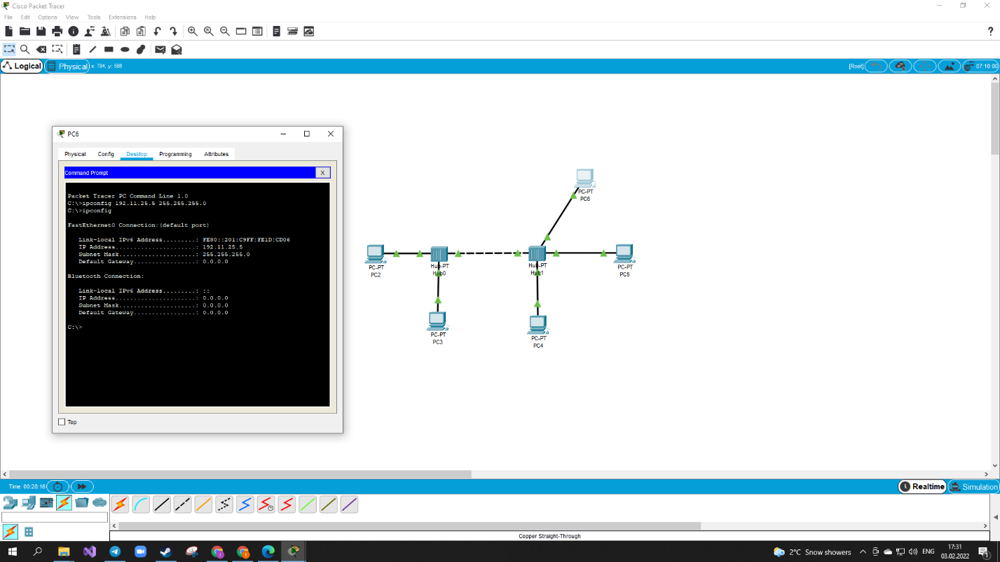 Cisco Packet Tracer
File Edit Options View Tools Extensions Help
?
Logical Physical x: 784, y: 586 [Root] 07:10:00
PC6
Physical Config Desktop Programming Attributes
Command Prompt X
Packet Tracer PC Command Line 1.0
C:\>ipconfig 192.11.25.5 255.255.255.0
C:\>ipconfig
FastEthernet0 Connection:(default port)
Link-local IPv6 Address.........: FE80::201:C9FF:FE1D:CD06
IP Address......................: 192.11.25.5
Subnet Mask.....................: 255.255.255.0
Default Gateway.................: 0.0.0.0
Bluetooth Connection:
Link-local IPv6 Address.........: ::
IP Address......................: 0.0.0.0
Subnet Mask.....................: 0.0.0.0
Default Gateway.................: 0.0.0.0
C:\>
Top
PC-PT
PC6
PC-PT
PC2
Hub-PT
Hub0
Hub-PT
Hub1
PC-PT
PC5
PC-PT
PC3
PC-PT
PC4
Time: 00:28:16 Realtime Simulation
Copper Straight-Through
2°C Snow showers ENG 17:31
03.02.2022
1